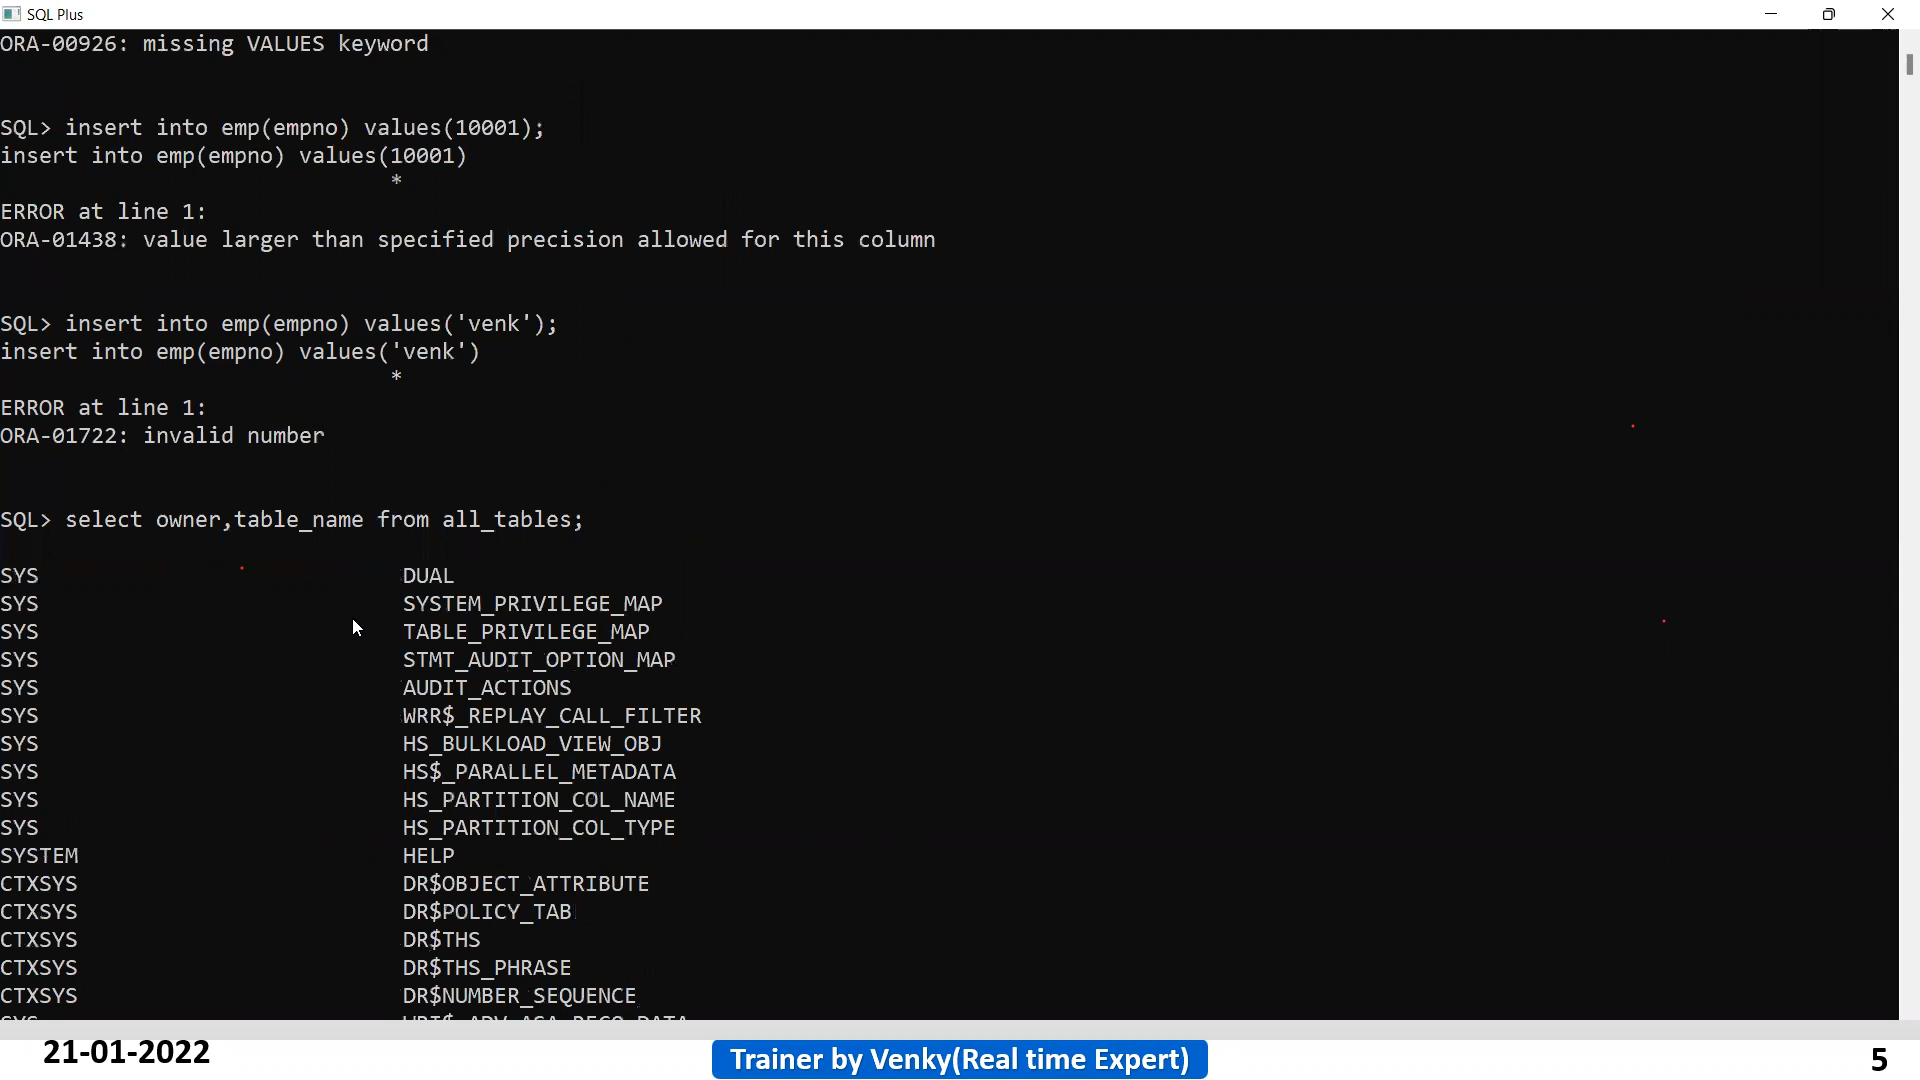 SQL Plus
ORA-00926: missing VALUES keyword
SQL> insert into emp(empno) values(10001);
insert into emp(empno) values(10001)
*
ERROR at line 1:
ORA-01438: value larger than specified precision allowed for this column
SQL> insert into emp(empno) values('venk');
insert into emp(empno) values('venk')
*
ERROR at line 1:
ORA-01722: invalid number
SQL> select owner,table_name from all_tables;
SYS DUAL
SYS SYSTEM_PRIVILEGE_MAP
SYS TABLE_PRIVILEGE_MAP
SYS STMT_AUDIT_OPTION_MAP
SYS AUDIT_ACTIONS
SYS WRR$_REPLAY_CALL_FILTER
SYS HS_BULKLOAD_VIEW_OBJ
SYS HS$_PARALLEL_METADATA
SYS HS_PARTITION_COL_NAME
SYS HS_PARTITION_COL_TYPE
SYSTEM HELP
CTXSYS DR$OBJECT_ATTRIBUTE
CTXSYS DR$POLICY_TAB
CTXSYS DR$THS
CTXSYS DR$THS_PHRASE
CTXSYS DR$NUMBER_SEQUENCE
SYS
21-01-2022
Trainer by Venky(Real time Expert)
5